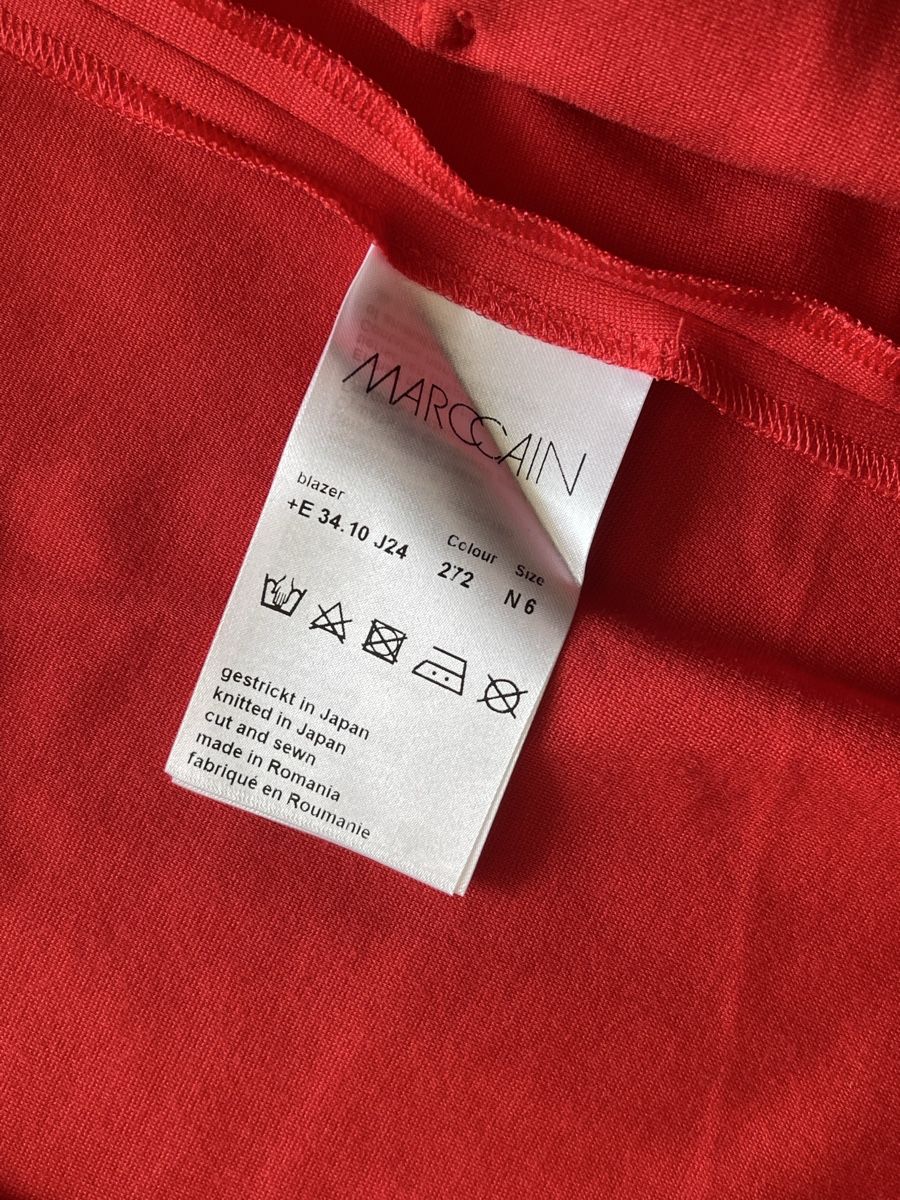 MARCCAIN
blazer
+E 34.10 J24
Colour
272
Size
N 6
gestrickt in Japan
knitted in Japan
cut and sewn
made in Romania
fabriqué en Roumanie